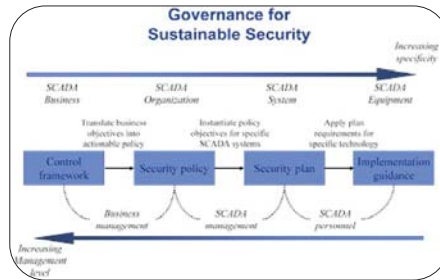 Governance for
Sustainable Security
Increasing
specificity
SCADA
Business
SCADA
Organization
SCADA
System
SCADA
Equipment
Translate business
objectives into
actionable policy
Instantiate policy
objectives for specific
SCADA systems
Apply plan
requirements for
specific technology
Control
framework
Security policy
Security plan
Implementation
guidance
Business
management
SCADA
management
SCADA
personnel
Increasing
Management
level